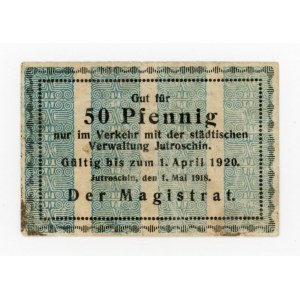 Gut für
50 Pfennig
nur im Verkehr mit der städtischen
Verwaltung Jutroschin.
Gültig bis zum 1. April 1920.
Jutroschin, den 1. Mai 1918.
Der Magistrat.